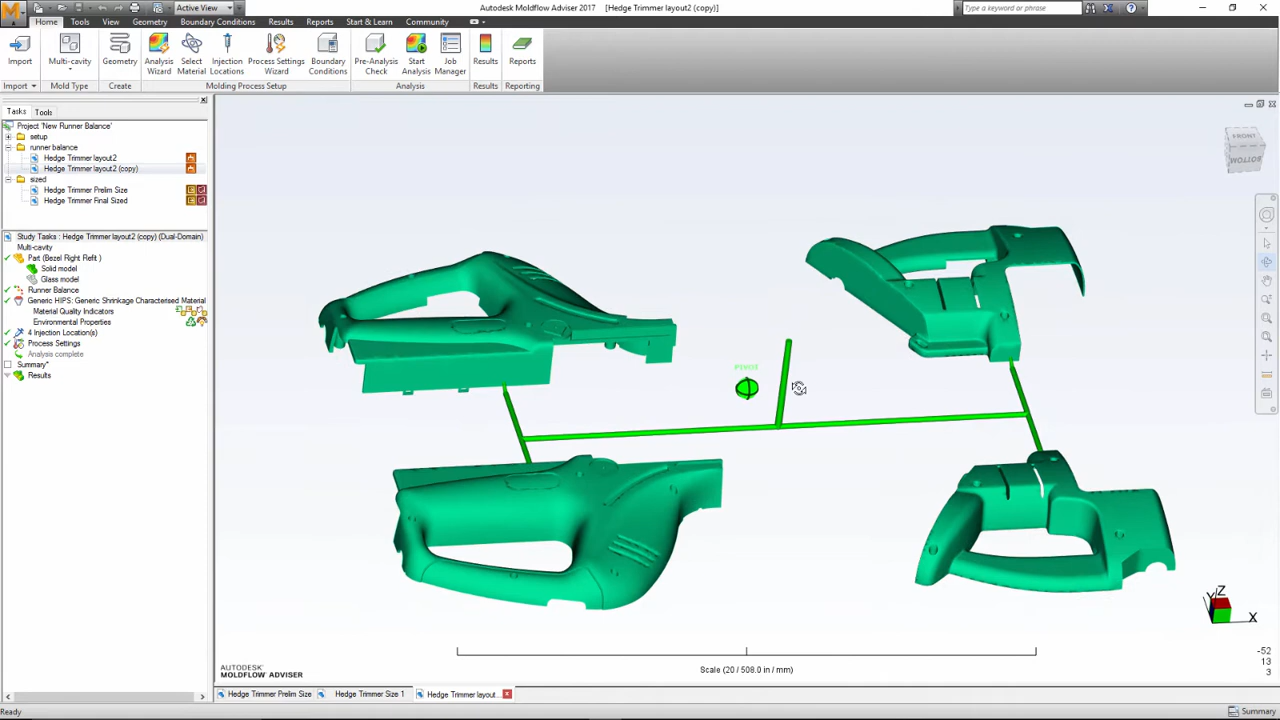 Active View
Autodesk Moldflow Adviser 2017 [Hedge Trimmer layout2 (copy)]
Type a keyword or phrase
Home Tools View Geometry Boundary Conditions Results Reports Start & Learn Community
Import Multi-cavity Geometry Analysis Wizard Select Material Injection Locations Process Settings Wizard Boundary Conditions Pre-Analysis Check Start Analysis Job Manager Results Reports
Import Mold Type Create Molding Process Setup Analysis Results Reporting
Tasks Tools
Project 'New Runner Balance'
setup
runner balance
Hedge Trimmer layout2
Hedge Trimmer layout2 (copy)
sized
Hedge Trimmer Prelim Size
Hedge Trimmer Final Sized
Study Tasks : Hedge Trimmer layout2 (copy) (Dual-Domain)
Multi-cavity
Part (Bezel Right Refit )
Solid model
Glass model
Runner Balance
Generic HIPS: Generic Shrinkage Characterised Material
Material Quality Indicators
Environmental Properties
4 Injection Location(s)
Process Settings
Analysis complete
Summary*
Results
FRONT
BOTTOM
PIVOT
Z
Y
X
-52
13
3
Scale (20 / 508.0 in / mm)
AUTODESK
MOLDFLOW ADVISER
Hedge Trimmer Prelim Size Hedge Trimmer Size 1 Hedge Trimmer layout...
Ready Summary